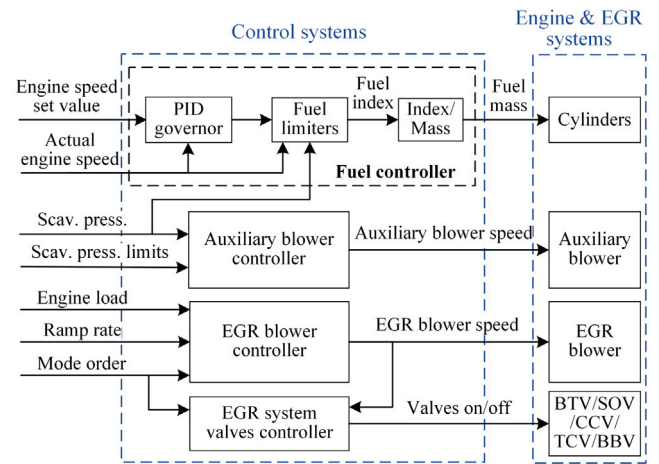 Control systems
Engine & EGR
systems
Engine speed
set value
PID
governor
Fuel
limiters
Fuel
index
Index/
Mass
Fuel
mass
Cylinders
Actual
engine speed
Fuel controller
Scav. press.
Scav. press. limits
Auxiliary blower
controller
Auxiliary blower speed
Auxiliary
blower
Engine load
Ramp rate
Mode order
EGR blower
controller
EGR blower speed
EGR
blower
EGR system
valves controller
Valves on/off
BTV/SOV
/CCV/
TCV/BBV